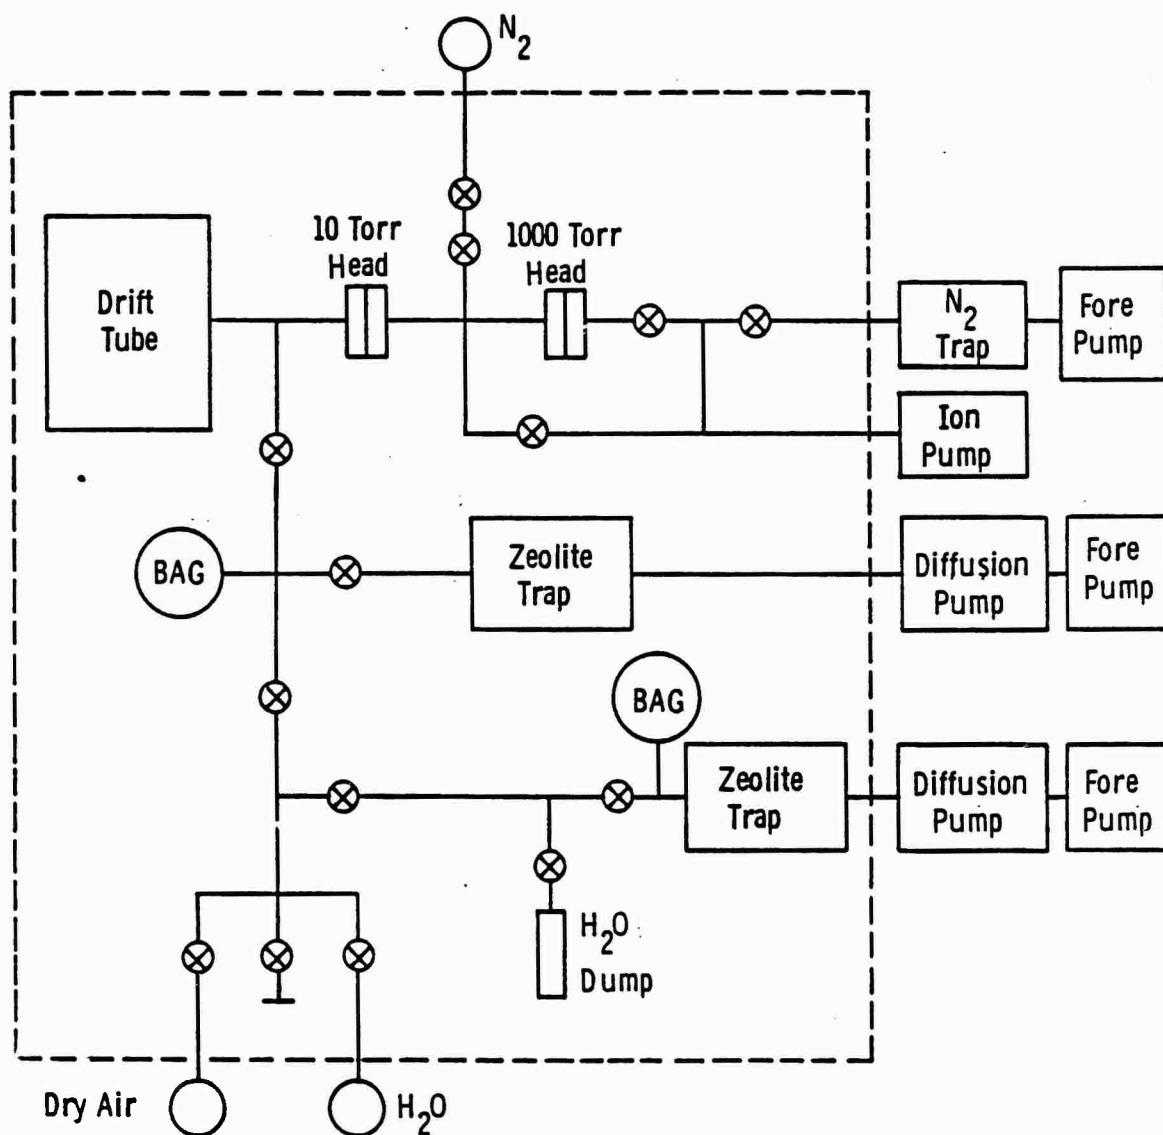 N2
10 Torr
Head
1000 Torr
Head
Drift
Tube
N2
Trap
Fore
Pump
Ion
Pump
BAG
Zeolite
Trap
Diffusion
Pump
Fore
Pump
BAG
Zeolite
Trap
Diffusion
Pump
Fore
Pump
H2O
Dump
Dry Air
H2O